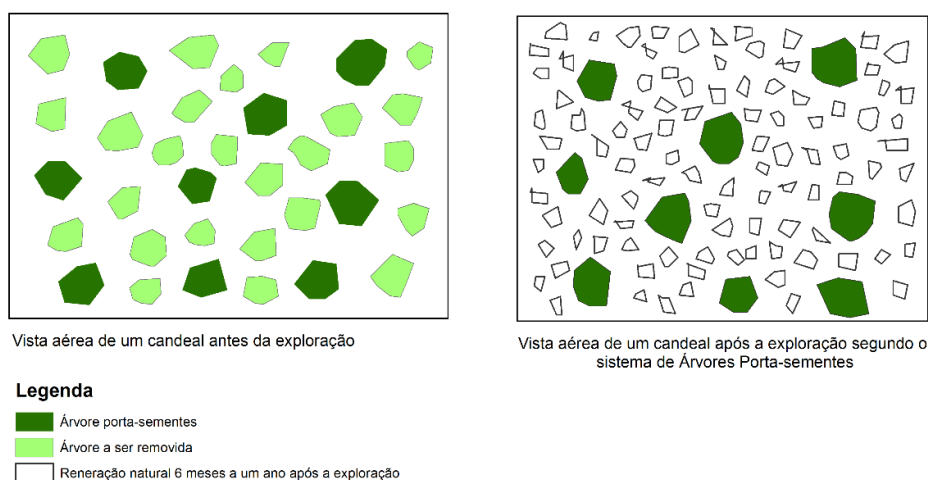 Vista aérea de um candeal antes da exploração
Vista aérea de um candeal após a exploração segundo o
sistema de Árvores Porta-sementes
Legenda
Árvore porta-sementes
Árvore a ser removida
Reneração natural 6 meses a um ano após a exploração